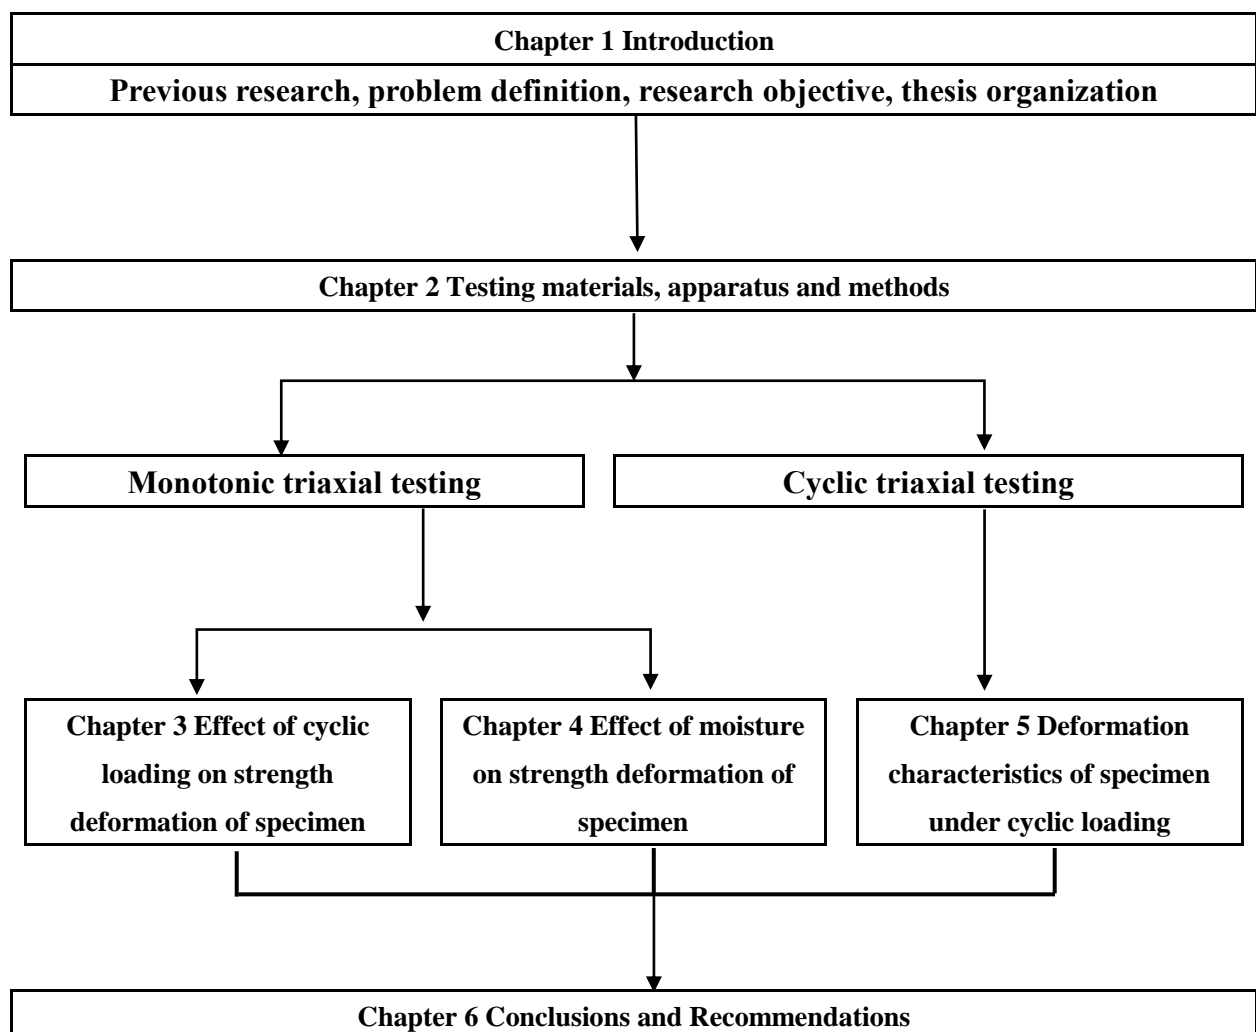 Chapter 1 Introduction
Previous research, problem definition, research objective, thesis organization
Chapter 2 Testing materials, apparatus and methods
Monotonic triaxial testing
Cyclic triaxial testing
Chapter 3 Effect of cyclic
loading on strength
deformation of specimen
Chapter 4 Effect of moisture
on strength deformation of
specimen
Chapter 5 Deformation
characteristics of specimen
under cyclic loading
Chapter 6 Conclusions and Recommendations